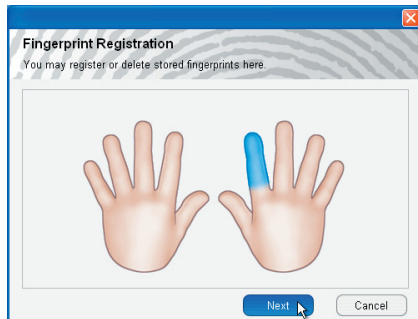 Fingerprint Registration
You may register or delete stored fingerprints here.
Next
Cancel